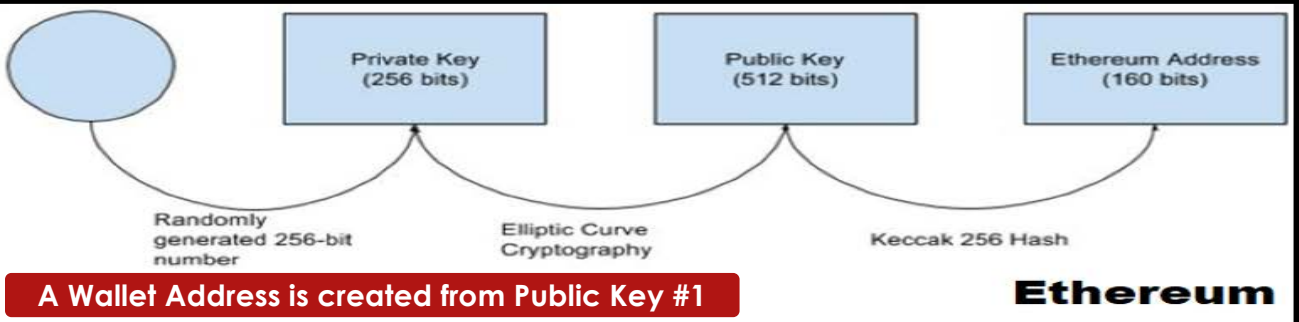 Private Key
(256 bits)
Public Key
(512 bits)
Ethereum Address
(160 bits)
Randomly
generated 256-bit
number
Elliptic Curve
Cryptography
Keccak 256 Hash
A Wallet Address is created from Public Key #1
Ethereum